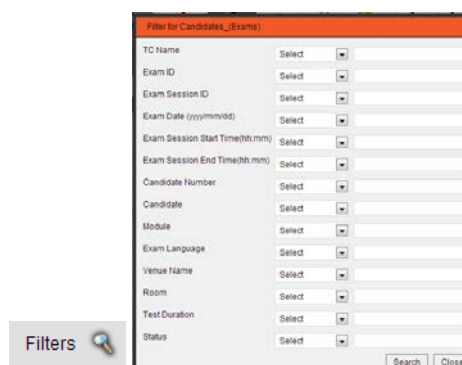 Filter for Candidates_(Exams)
TC Name Select
Exam ID Select
Exam Session ID Select
Exam Date (yyyy/mm/dd) Select
Exam Session Start Time(hh:mm) Select
Exam Session End Time(hh:mm) Select
Candidate Number Select
Candidate Select
Module Select
Exam Language Select
Venue Name Select
Room Select
Test Duration Select
Status Select
Search Close
Filters